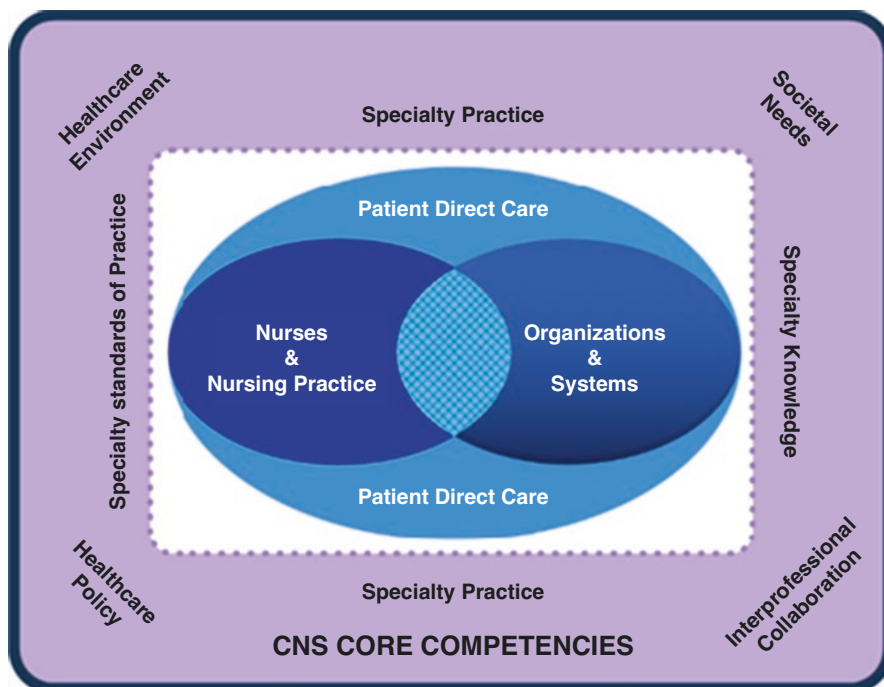 Healthcare
Environment
Specialty Practice
Societal
Needs
Specialty standards of Practice
Patient Direct Care
Nurses
&
Nursing Practice
Organizations
&
Systems
Patient Direct Care
Specialty Knowledge
Healthcare
Policy
Specialty Practice
Interprofessional
Collaboration
CNS CORE COMPETENCIES